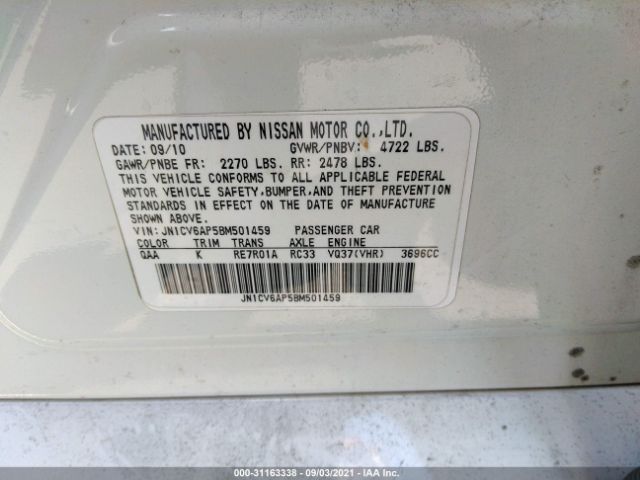 MANUFACTURED BY NISSAN MOTOR CO.,LTD.
DATE: 09/10 GVWR/PNBV: 4722 LBS.
GAWR/PNBE FR: 2270 LBS. RR: 2478 LBS.
THIS VEHICLE CONFORMS TO ALL APPLICABLE FEDERAL
MOTOR VEHICLE SAFETY,BUMPER,AND THEFT PREVENTION
STANDARDS IN EFFECT ON THE DATE OF MANUFACTURE
SHOWN ABOVE.
VIN: JN1CV6AP5BM501459 PASSENGER CAR
COLOR TRIM TRANS AXLE ENGINE
QAA K RE7R01A RC33 VQ37(VHR) 3696CC
JN1CV6AP5BM501459
000-31163338 - 09/03/2021 - IAA Inc.